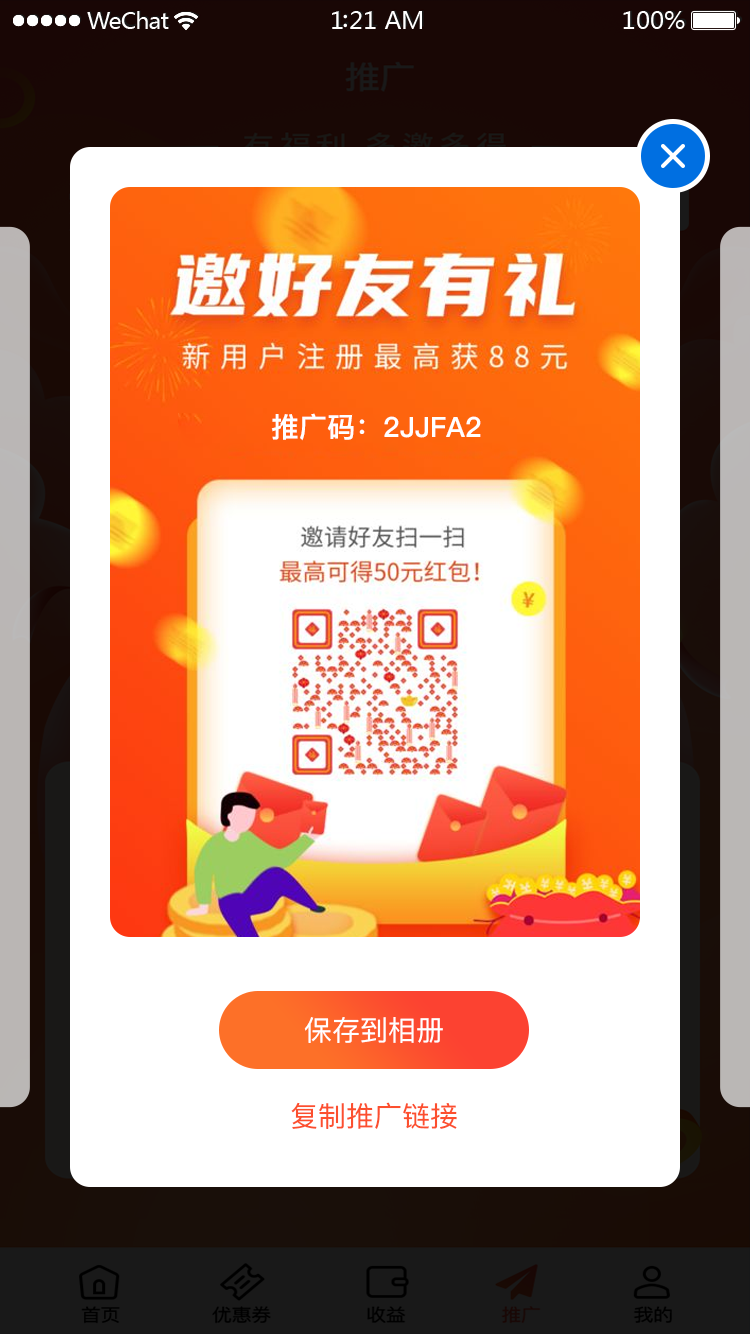 WeChat 1:21 AM 100%
推广
有福利 多邀多得
邀好友有礼
新用户注册最高获88元
推广码：2JJFA2
邀请好友扫一扫
最高可得50元红包！
¥
保存到相册
复制推广链接
首页 优惠券 收益 推广 我的